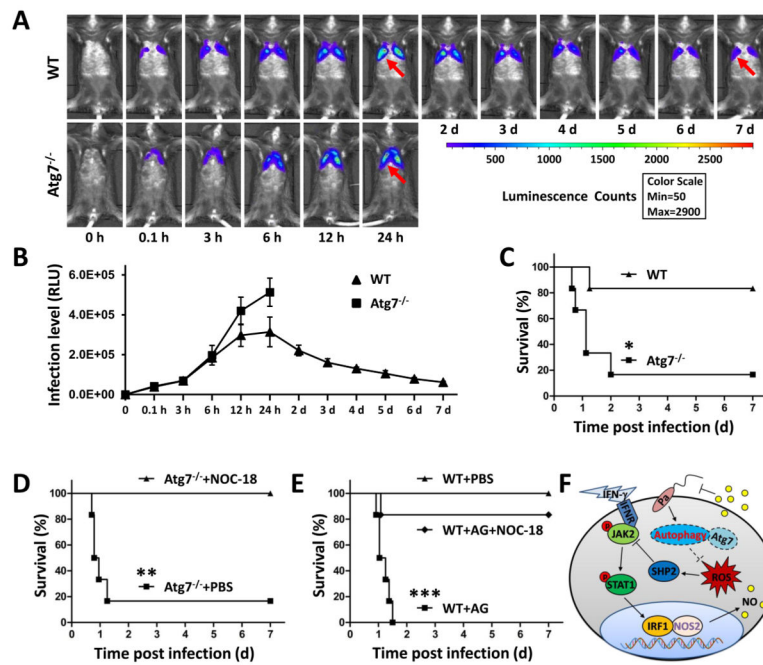 A
WT
Atg7-/-
2 d 3 d 4 d 5 d 6 d 7 d
500 1000 1500 2000 2500
Luminescence Counts
Color Scale
Min=50
Max=2900
0 h 0.1 h 3 h 6 h 12 h 24 h
B
Infection level (RLU)
6.0E+05
4.0E+05
2.0E+05
0.0E+00
WT
Atg7-/-
0 0.1 h 3 h 6 h 12 h 24 h 2 d 3 d 4 d 5 d 6 d 7 d
C
Survival (%)
100
80
60
40
20
0
WT
*
Atg7-/-
0 1 2 3 4 5 6 7
Time post infection (d)
D
Survival (%)
100
80
60
40
20
0
Atg7-/-+NOC-18
**
Atg7-/-+PBS
0 1 2 3 4 5 6 7
Time post infection (d)
E
Survival (%)
100
80
60
40
20
0
WT+PBS
WT+AG+NOC-18
***
WT+AG
0 1 2 3 4 5 6 7
Time post infection (d)
F
IFN-γ
IFNR
Pa
P
JAK2
Autophagy
Atg7
SHP2
ROS
P
STAT1
NO
IRF1
NOS2